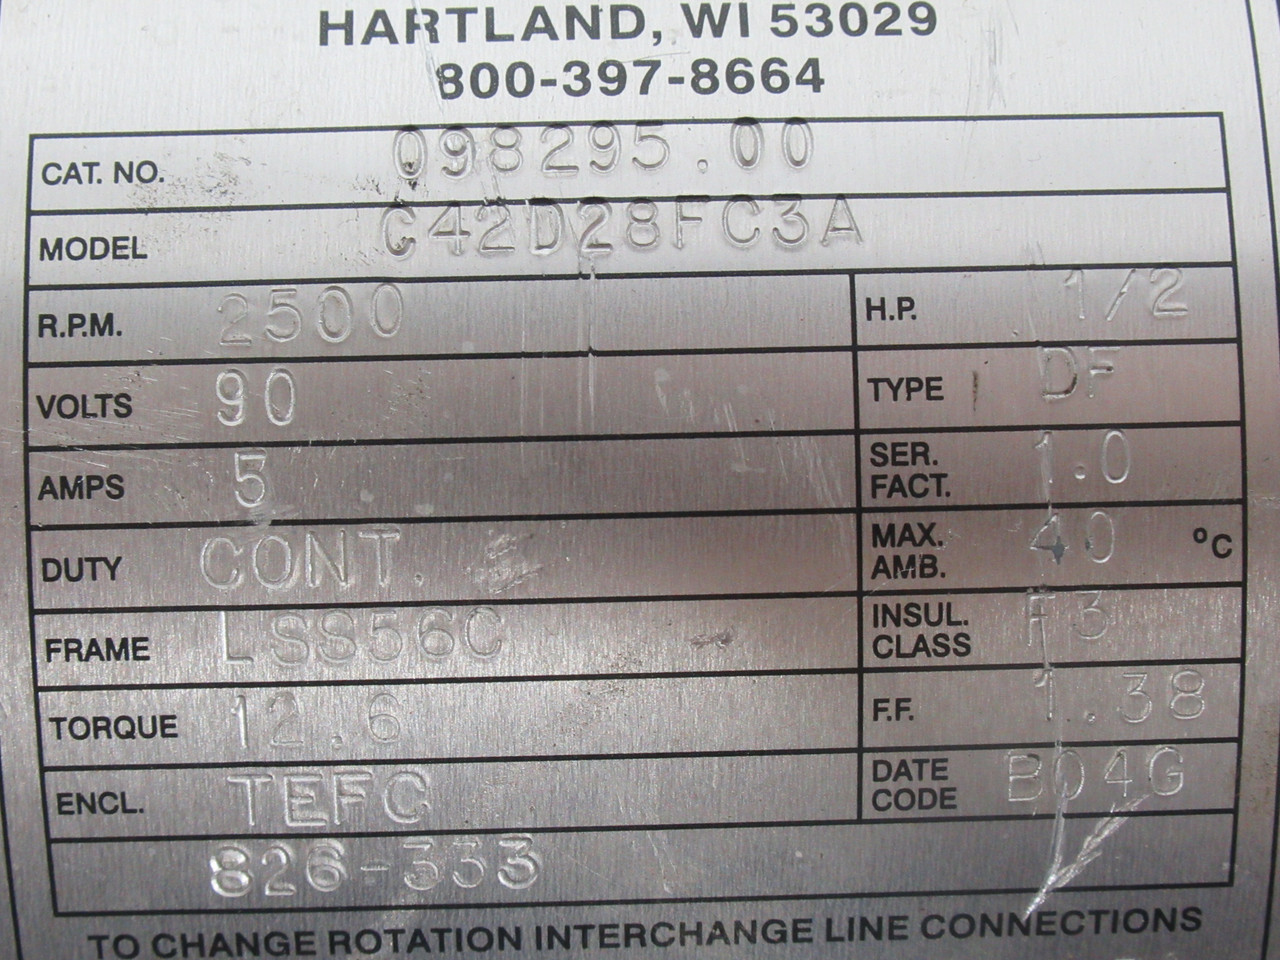 HARTLAND, WI 53029
800-397-8664
CAT. NO. 098295.00
MODEL C42D28FC3A
R.P.M. 2500 H.P. 1/2
VOLTS 90 TYPE DF
AMPS 5 SER. FACT. 1.0
DUTY CONT. MAX. AMB. 40 °C
FRAME LSS56C INSUL. CLASS F3
TORQUE 12.6 F.F. 1.38
ENCL. TEFC DATE CODE B04G
826-333
TO CHANGE ROTATION INTERCHANGE LINE CONNECTIONS